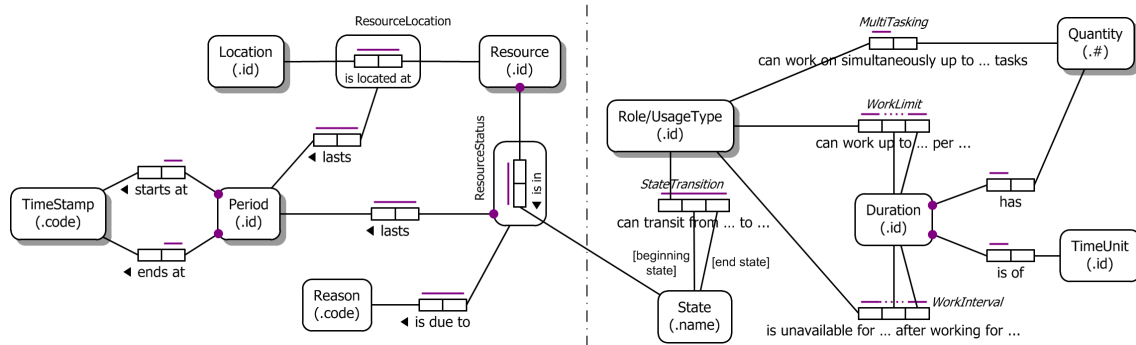 ResourceLocation
Location
(.id)
is located at
Resource
(.id)
◄ lasts
ResourceStatus
◄ is in
TimeStamp
(.code)
◄ starts at
◄ ends at
Period
(.id)
◄ lasts
Reason
(.code)
◄ is due to
MultiTasking
can work on simultaneously up to ... tasks
Quantity
(.#)
Role/UsageType
(.id)
WorkLimit
can work up to ... per ...
StateTransition
can transit from ... to ...
[beginning
state]
[end state]
State
(.name)
Duration
(.id)
has
is of
TimeUnit
(.id)
WorkInterval
is unavailable for ... after working for ...